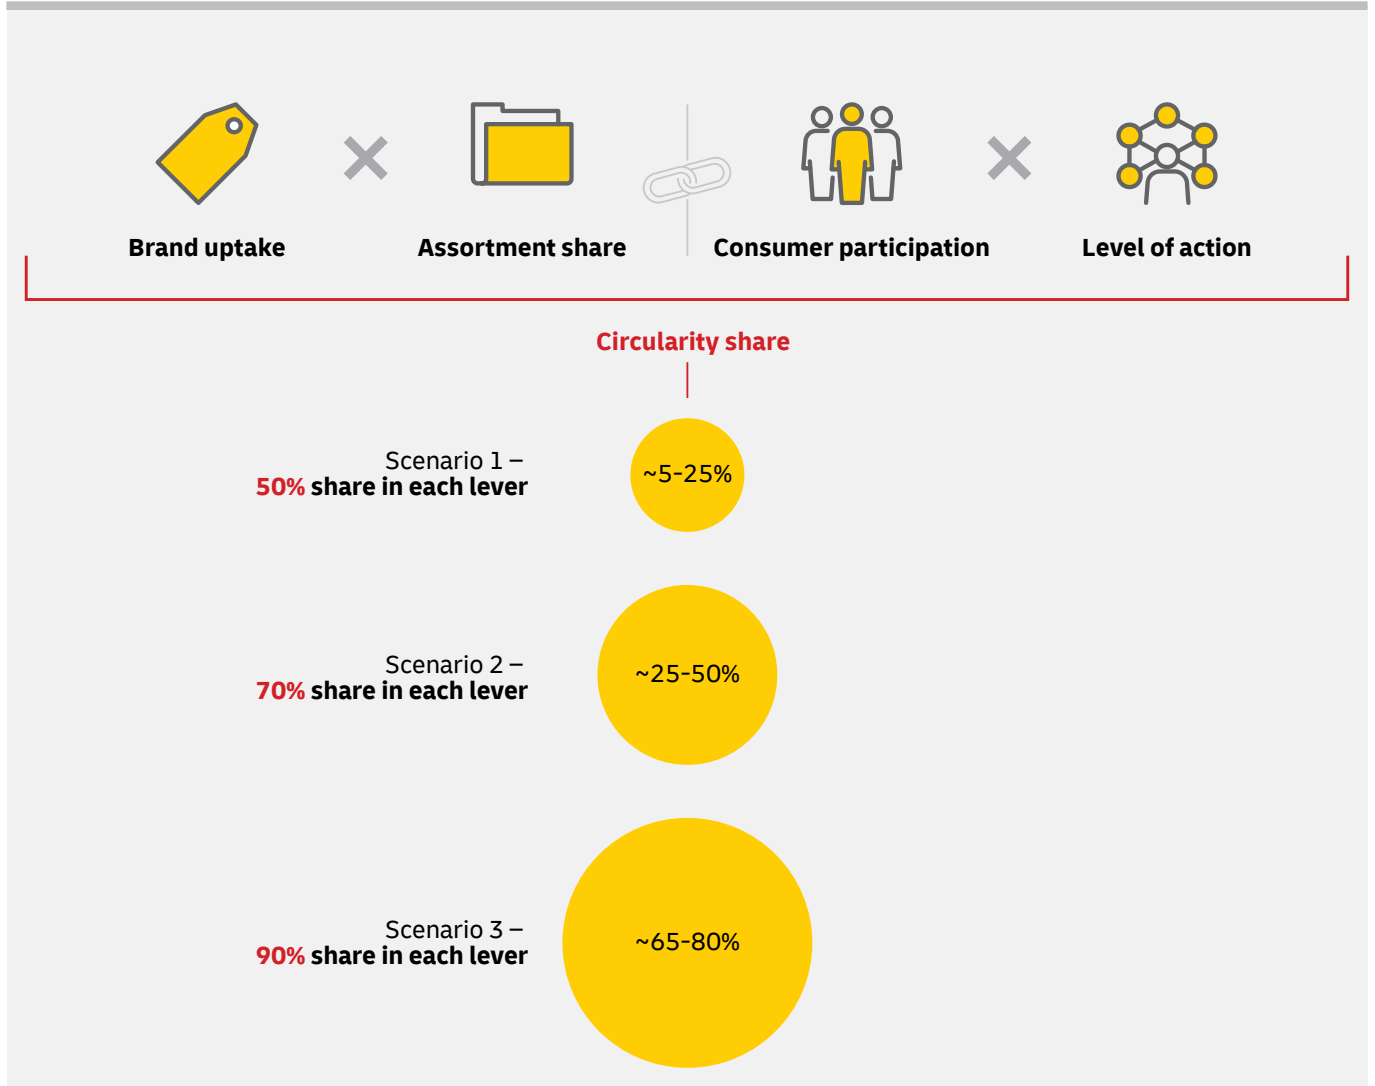 Brand uptake
Assortment share
Consumer participation
Level of action
Circularity share
Scenario 1 –
50% share in each lever
~5-25%
Scenario 2 –
70% share in each lever
~25-50%
Scenario 3 –
90% share in each lever
~65-80%